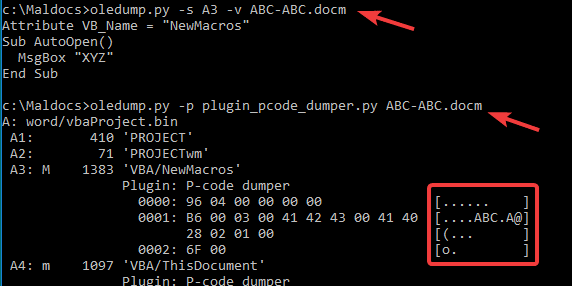 c:\Maldocs>oledump.py -s A3 -v ABC-ABC.docm
Attribute VB_Name = "NewMacros"
Sub AutoOpen()
  MsgBox "XYZ"
End Sub

c:\Maldocs>oledump.py -p plugin_pcode_dumper.py ABC-ABC.docm
A: word/vbaProject.bin
 A1:       410 'PROJECT'
 A2:        71 'PROJECTwm'
 A3: M    1383 'VBA/NewMacros'
               Plugin: P-code dumper
                 0000: 96 04 00 00 00 00          [......  ]
                 0001: B6 00 03 00 41 42 43 00 41 40    [....ABC.A@]
                       28 02 01 00                [(...    ]
                 0002: 6F 00                      [o.      ]
 A4: m    1097 'VBA/ThisDocument'
               Plugin: P-code dumper